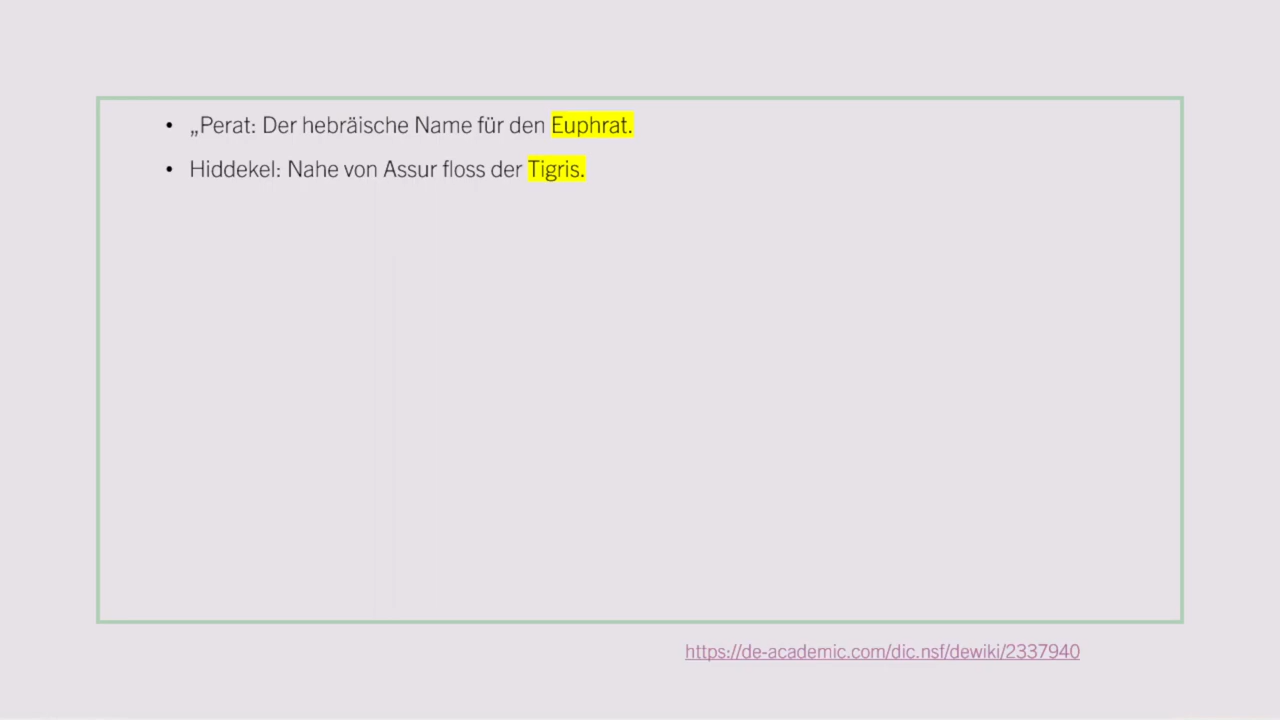 • „Perat: Der hebräische Name für den Euphrat.
• Hiddekel: Nahe von Assur floss der Tigris.
https://de-academic.com/dic.nsf/dewiki/2337940